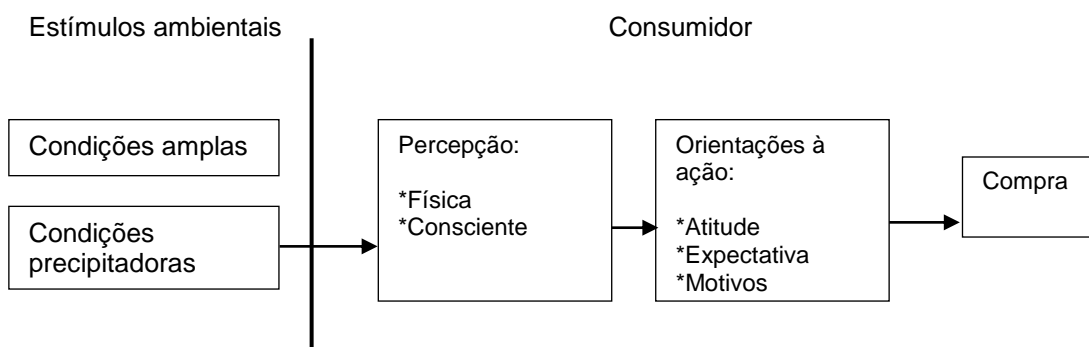 Estímulos ambientais
Consumidor
Condições amplas
Condições
precipitadoras
Percepção:
*Física
*Consciente
Orientações à
ação:
*Atitude
*Expectativa
*Motivos
Compra